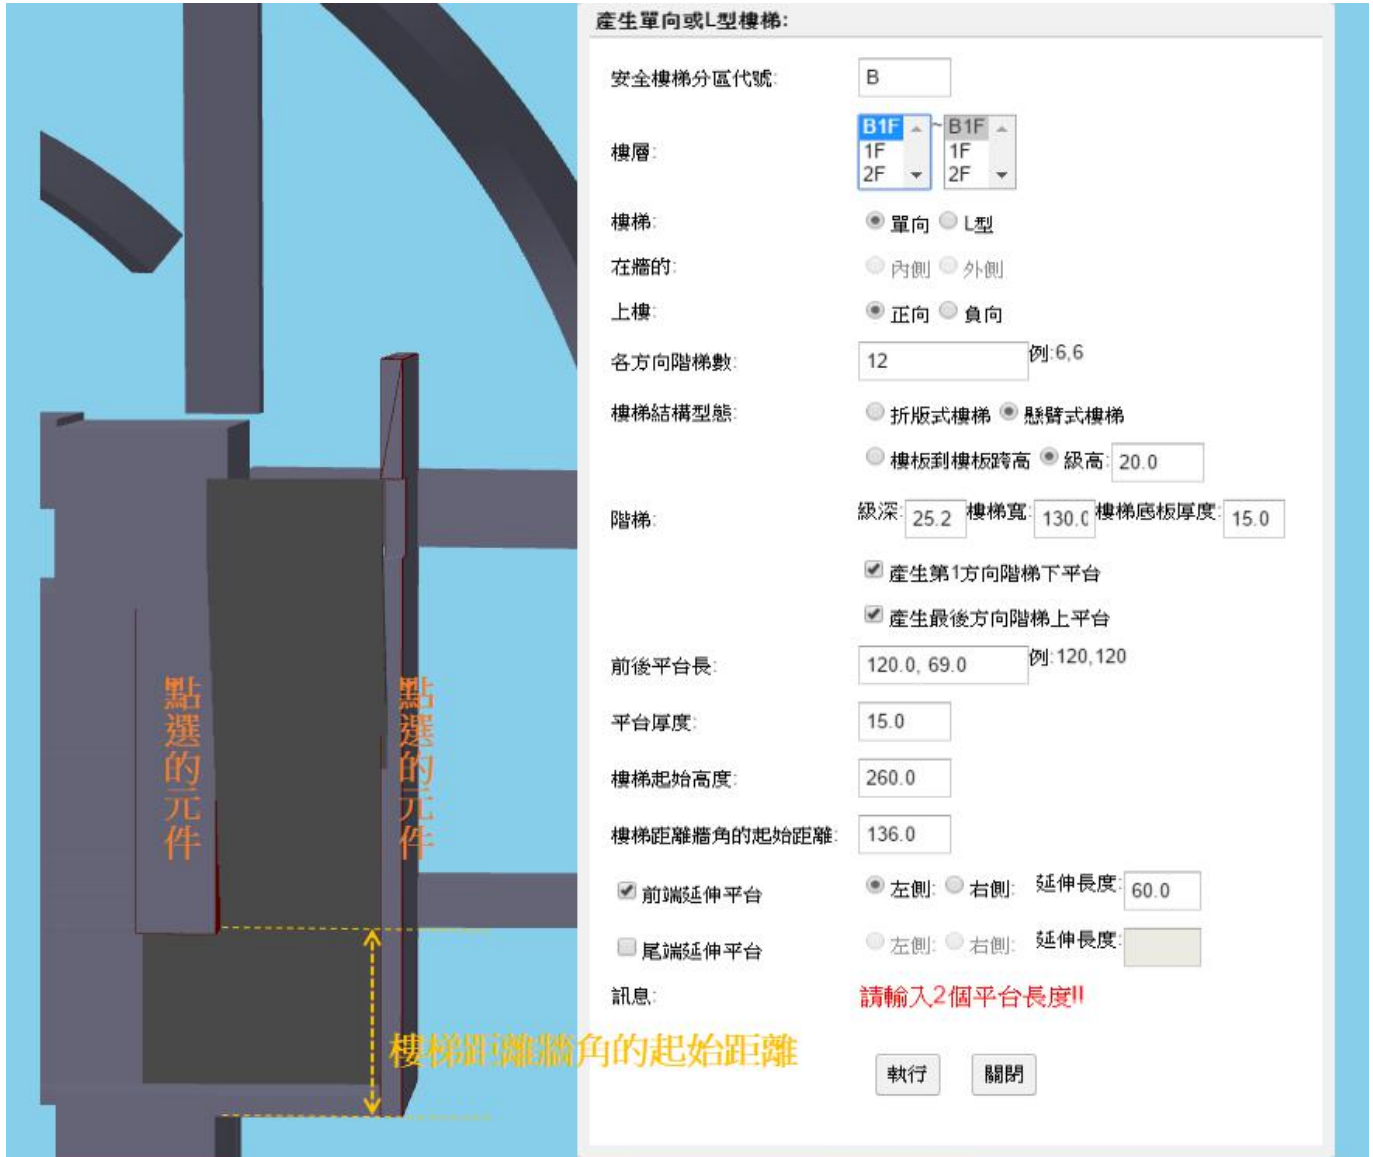 產生單向或L型樓梯:
安全樓梯分區代號: B
樓層: B1F 1F 2F ~ B1F 1F 2F
樓梯: 單向 L型
在牆的: 內側 外側
上樓: 正向 負向
各方向階梯數: 12 例:6,6
樓梯結構型態: 折版式樓梯 懸臂式樓梯
樓板到樓板跨高 級高: 20.0
階梯: 級深: 25.2 樓梯寬: 130.0 樓梯底板厚度: 15.0
產生第1方向階梯下平台
產生最後方向階梯上平台
前後平台長: 120.0, 69.0 例:120,120
平台厚度: 15.0
樓梯起始高度: 260.0
樓梯距離牆角的起始距離: 136.0
前端延伸平台 左側: 右側: 延伸長度: 60.0
尾端延伸平台 左側: 右側: 延伸長度:
訊息: 請輸入2個平台長度!!
執行 關閉
點選的元件
點選的元件
樓梯距離牆角的起始距離